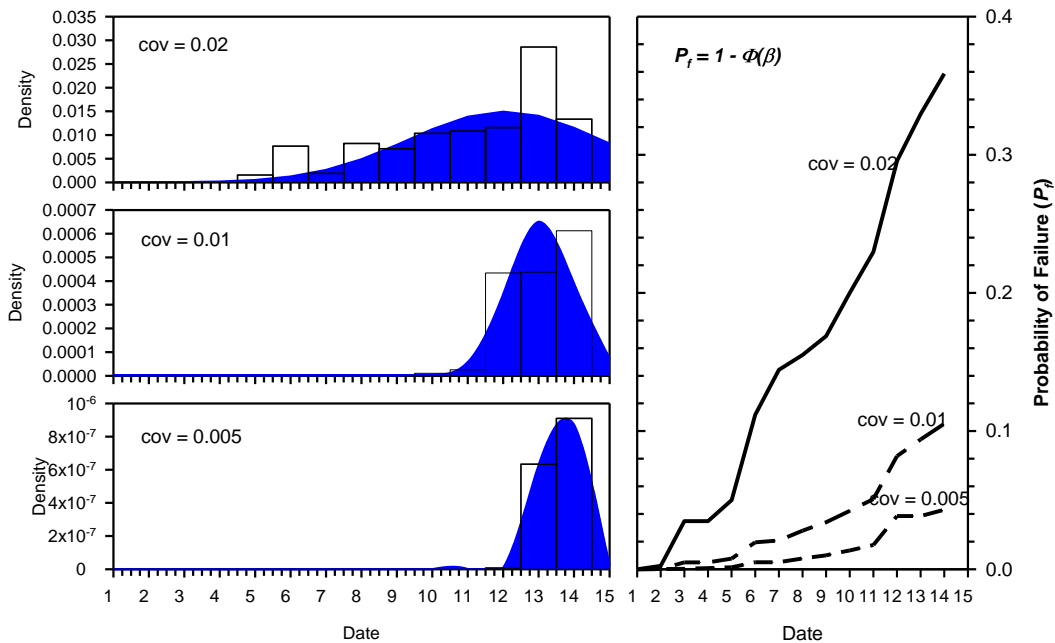 0.035
0.030
0.025
0.020
0.015
0.010
0.005
0.000
Density
cov = 0.02
0.0007
0.0006
0.0005
0.0004
0.0003
0.0002
0.0001
0.0000
Density
cov = 0.01
10-6
8x10-7
6x10-7
4x10-7
2x10-7
0
Density
cov = 0.005
1 2 3 4 5 6 7 8 9 10 11 12 13 14 15
Date
Pf = 1 - Φ(β)
cov = 0.02
cov = 0.01
cov = 0.005
0.4
0.3
0.2
0.1
0.0
Probability of Failure (Pf)
1 2 3 4 5 6 7 8 9 10 11 12 13 14 15
Date